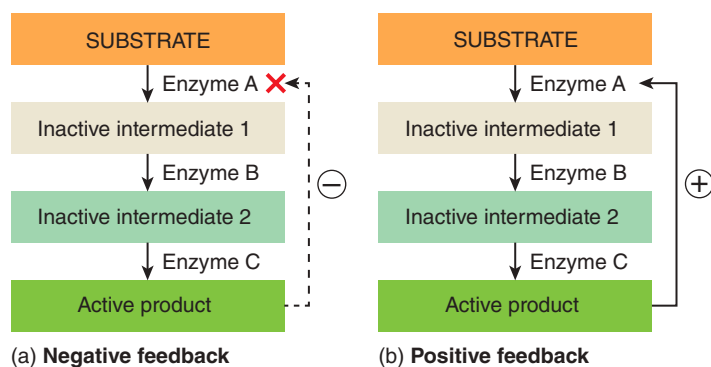 SUBSTRATE
Enzyme A
Inactive intermediate 1
Enzyme B
Inactive intermediate 2
Enzyme C
Active product
−
(a) Negative feedback
SUBSTRATE
Enzyme A
Inactive intermediate 1
Enzyme B
Inactive intermediate 2
Enzyme C
Active product
+
(b) Positive feedback